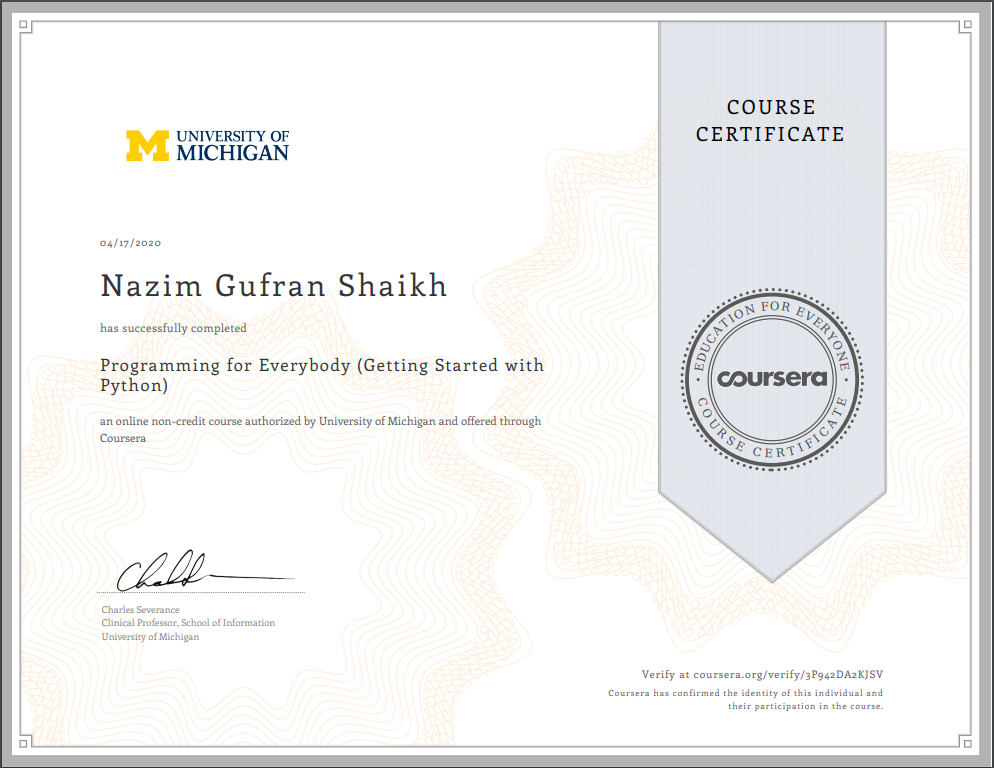 COURSE
CERTIFICATE
UNIVERSITY OF
MICHIGAN
04/17/2020
Nazim Gufran Shaikh
has successfully completed
Programming for Everybody (Getting Started with
Python)
an online non-credit course authorized by University of Michigan and offered through
Coursera
EDUCATION FOR EVERYONE
coursera
COURSE CERTIFICATE
Charles Severance
Clinical Professor, School of Information
University of Michigan
Verify at coursera.org/verify/3P942DA2KJSV
Coursera has confirmed the identity of this individual and
their participation in the course.